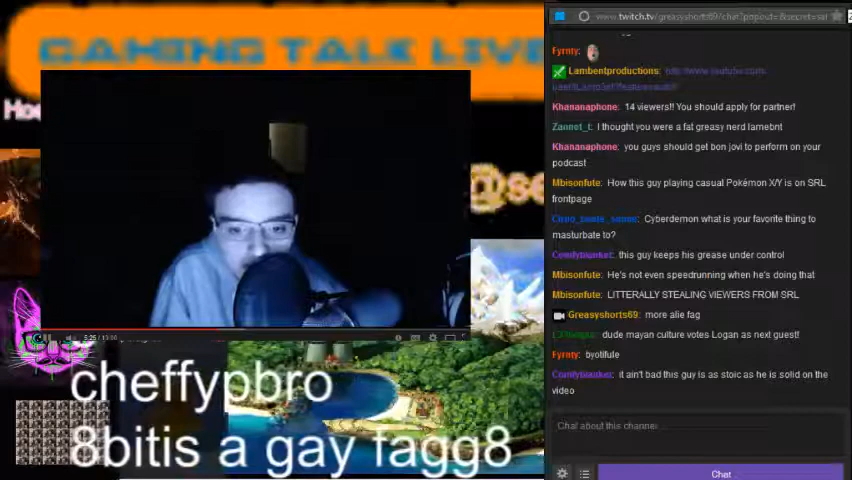 GAMING TALK LIVE
www.twitch.tv/greasyshorts69/chat?popout=&secret=saf
Fyrnty:
Lambentproductions:
Khananaphone: 14 viewers!! You should apply for partner!
Zannet_t: I thought you were a fat greasy nerd lamebnt
Khananaphone: you guys should get bon jovi to perform on your
podcast
Mbisonfute: How this guy playing casual Pokémon X/Y is on SRL
frontpage
Cyberdemon what is your favorite thing to
masturbate to?
this guy keeps his grease under control
Mbisonfute: He's not even speedrunning when he's doing that
Mbisonfute: LITTERALLY STEALING VIEWERS FROM SRL
Greasyshorts69: more alie fag
dude mayan culture votes Logan as next guest!
Fyrnty: byotifule
it ain't bad this guy is as stoic as he is solid on the
video
5:25
cheffypbro
8bitis a gay fagg8
Chat about this channel...
Chat